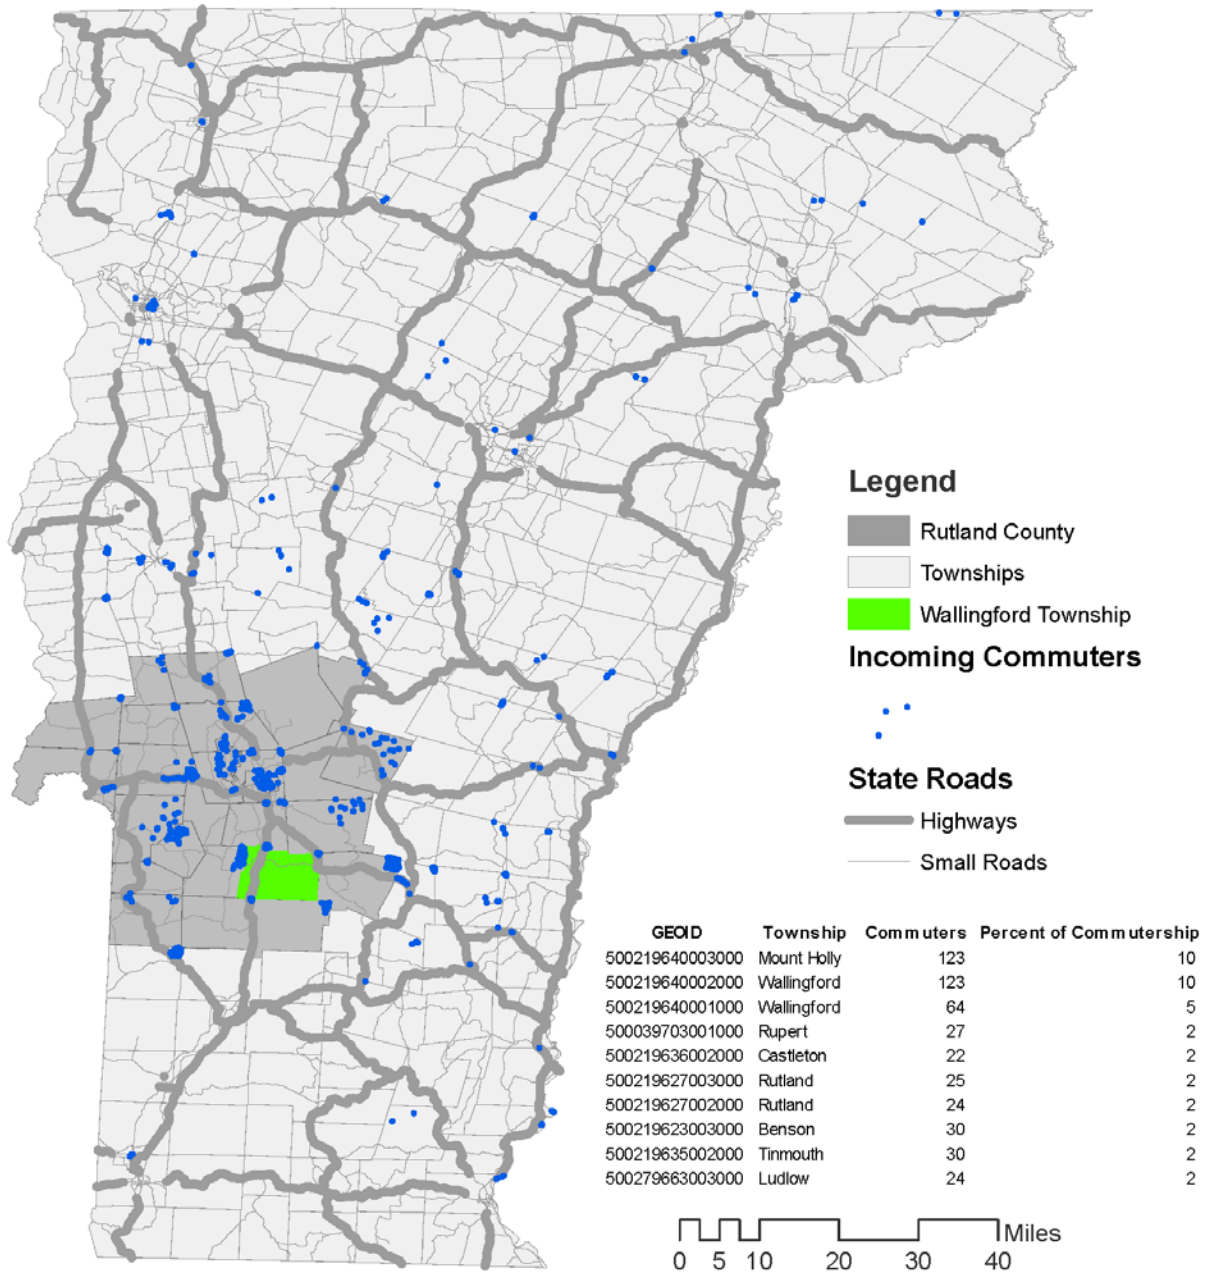 Legend
Rutland County
Townships
Wallingford Township
Incoming Commuters
State Roads
Highways
Small Roads
GEOID Township Commuters Percent of Commutership
500219640003000 Mount Holly 123 10
500219640002000 Wallingford 123 10
500219640001000 Wallingford 64 5
500039703001000 Rupert 27 2
500219636002000 Castleton 22 2
500219627003000 Rutland 25 2
500219627002000 Rutland 24 2
500219623003000 Benson 30 2
500219635002000 Tinmouth 30 2
500279663003000 Ludlow 24 2
Miles
0 5 10 20 30 40